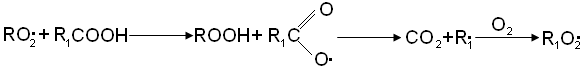 RO₂• + R₁COOH ⟶ ROOH + R₁C(=O)O• ⟶ CO₂ + R₁• —O₂→ R₁O₂•